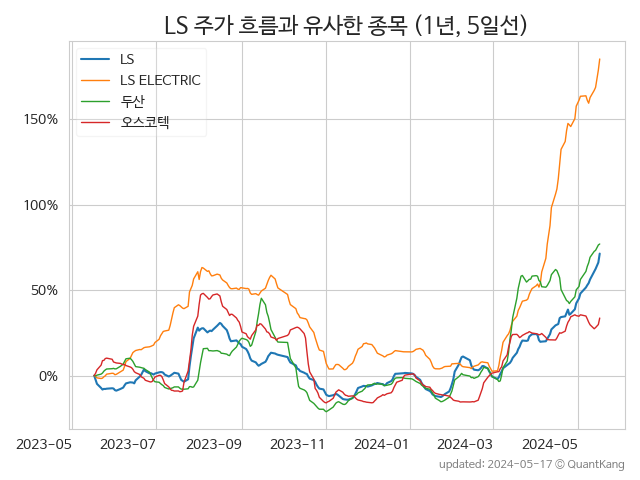 LS 주가 흐름과 유사한 종목 (1년, 5일선)
LS
LS ELECTRIC
두산
오스코텍
150%
100%
50%
0%
2023-05 2023-07 2023-09 2023-11 2024-01 2024-03 2024-05
updated: 2024-05-17 © QuantKang